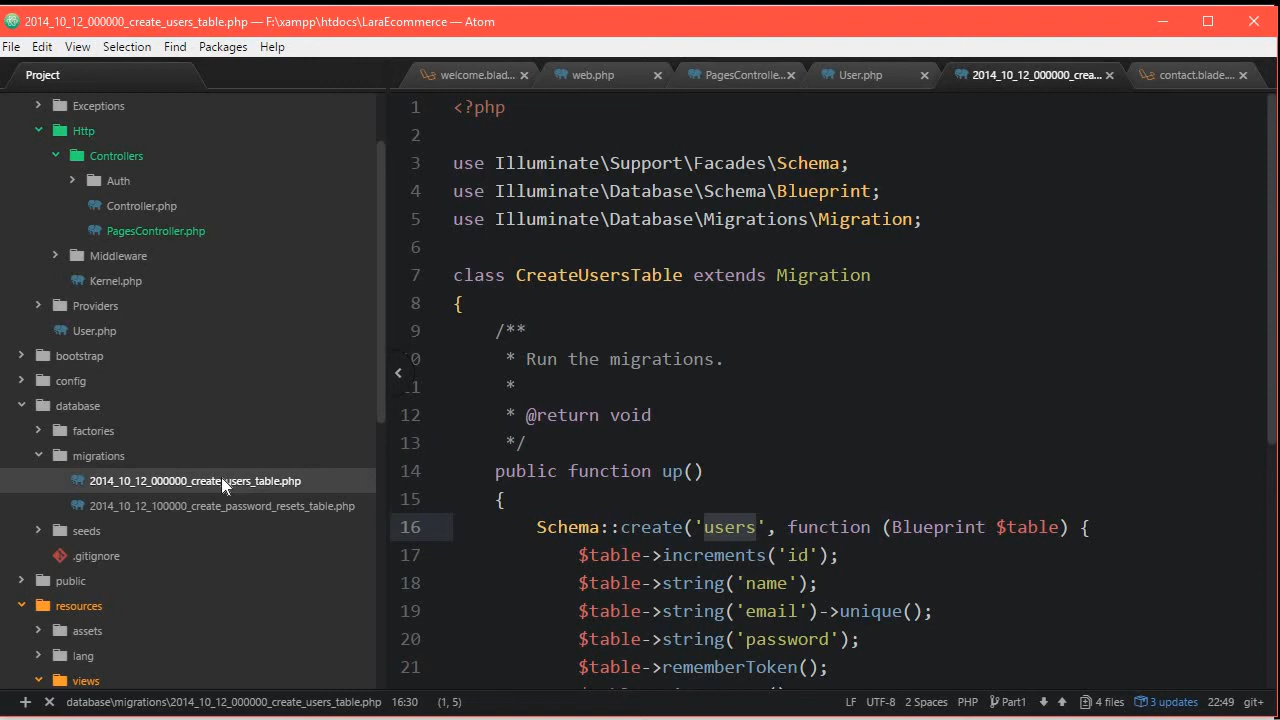 2014_10_12_000000_create_users_table.php — F:\xampp\htdocs\LaraEcommerce — Atom
File Edit View Selection Find Packages Help
Project
welcome.blad...
web.php
PagesControlle...
User.php
2014_10_12_000000_crea...
contact.blade....
Exceptions
Http
Controllers
Auth
Controller.php
PagesController.php
Middleware
Kernel.php
Providers
User.php
bootstrap
config
database
factories
migrations
2014_10_12_000000_create_users_table.php
2014_10_12_100000_create_password_resets_table.php
seeds
.gitignore
public
resources
assets
lang
views
1 <?php
2
3 use Illuminate\Support\Facades\Schema;
4 use Illuminate\Database\Schema\Blueprint;
5 use Illuminate\Database\Migrations\Migration;
6
7 class CreateUsersTable extends Migration
8 {
9 /**
0 * Run the migrations.
1 *
12 * @return void
13 */
14 public function up()
15 {
16 Schema::create('users', function (Blueprint $table) {
17 $table->increments('id');
18 $table->string('name');
19 $table->string('email')->unique();
20 $table->string('password');
21 $table->rememberToken();
database\migrations\2014_10_12_000000_create_users_table.php 16:30 (1, 5) LF UTF-8 2 Spaces PHP Part1 4 files 3 updates 22:49 git+